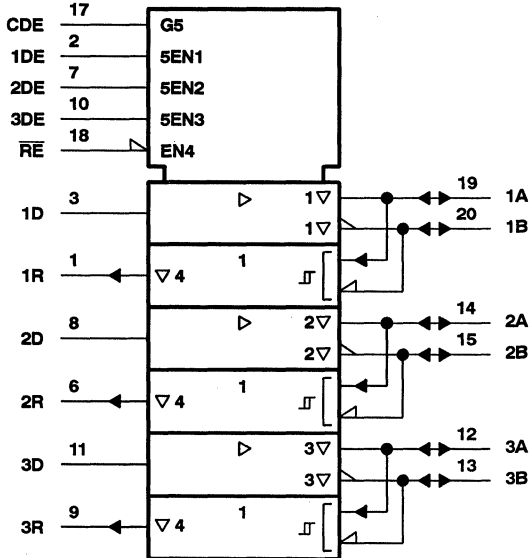 CDE 17 G5
1DE 2 5EN1
2DE 7 5EN2
3DE 10 5EN3
RE 18 EN4
1D 3 ▷ 1▽ 19 1A
1▽ 20 1B
1R 1 ▽ 4 1
2D 8 ▷ 2▽ 14 2A
2▽ 15 2B
2R 6 ▽ 4 1
3D 11 ▷ 3▽ 12 3A
3▽ 13 3B
3R 9 ▽ 4 1